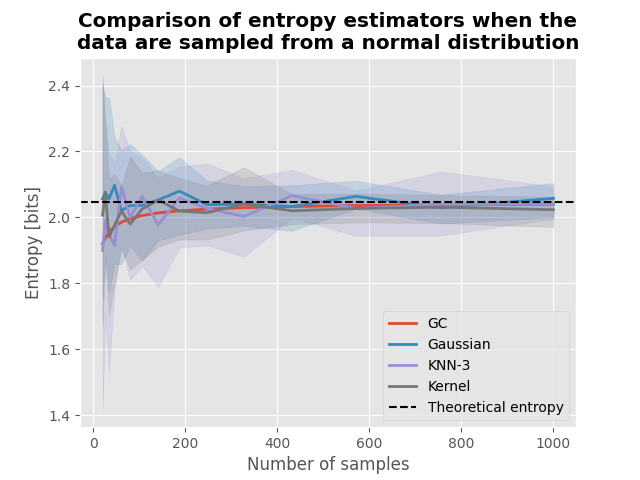 Comparison of entropy estimators when the
data are sampled from a normal distribution
Entropy [bits]
2.4
2.2
2.0
1.8
1.6
1.4
GC
Gaussian
KNN-3
Kernel
Theoretical entropy
0 200 400 600 800 1000
Number of samples